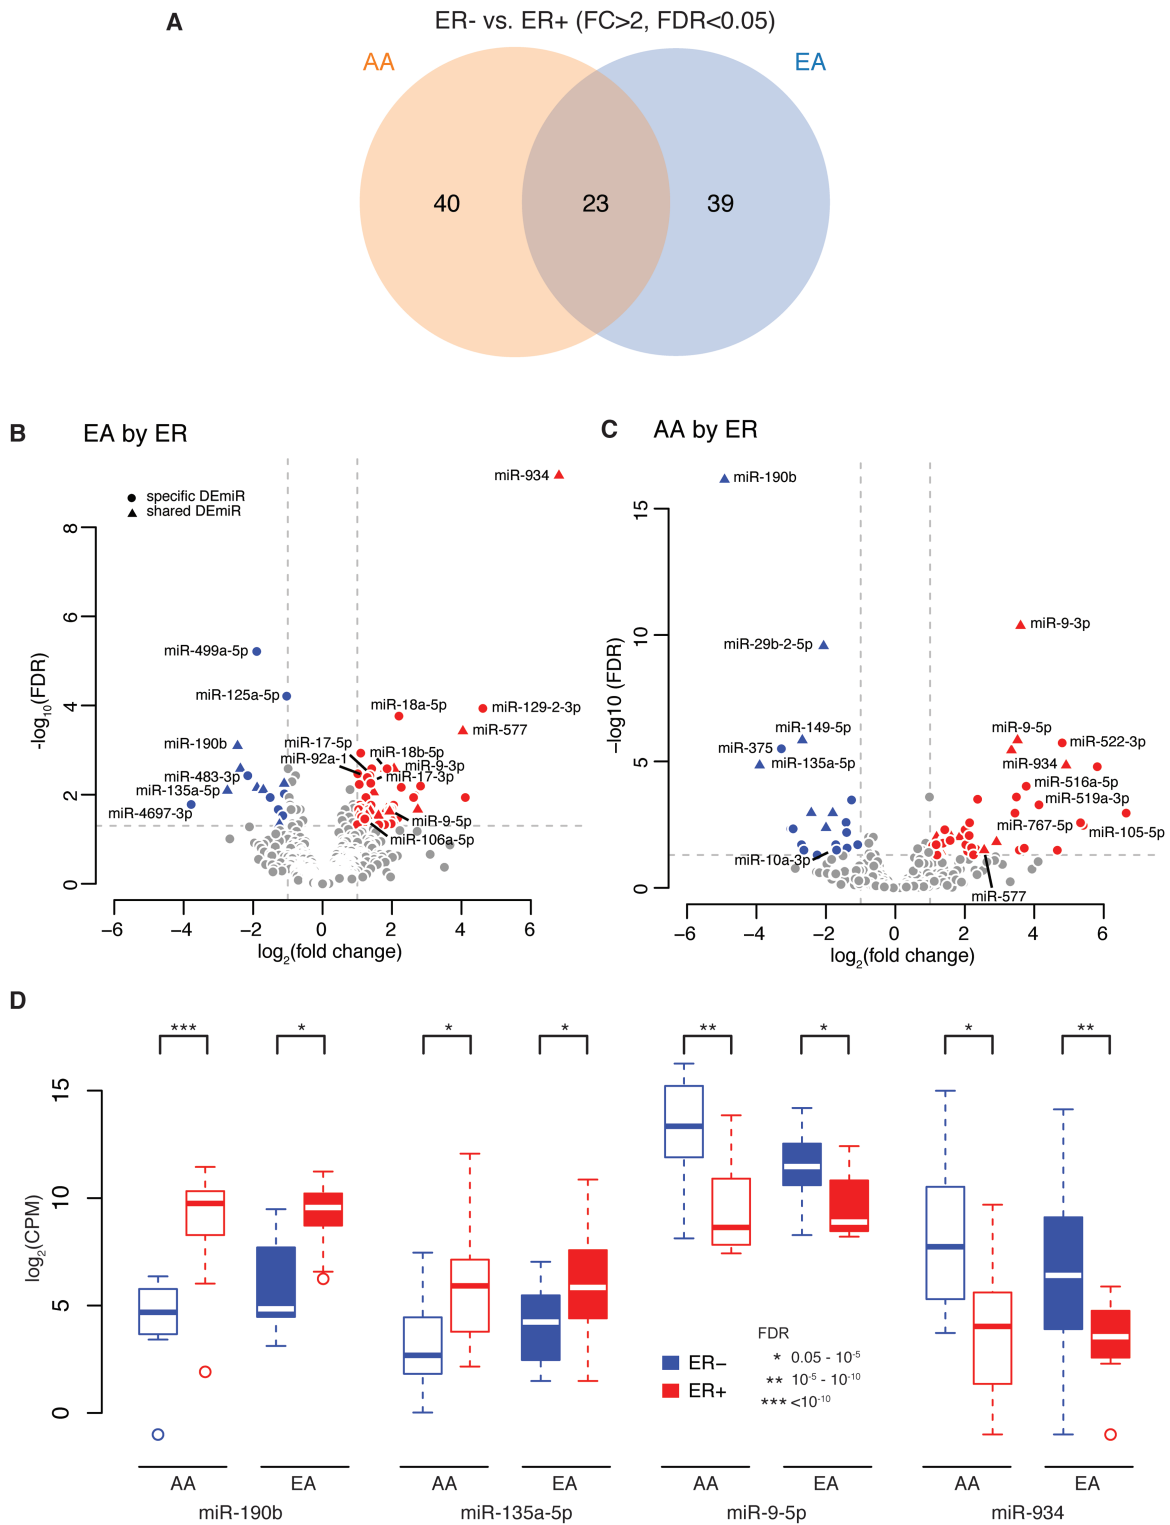 A
ER- vs. ER+ (FC>2, FDR<0.05)
AA
EA
40
23
39
B
EA by ER
miR-934
specific DEmiR
shared DEmiR
miR-499a-5p
miR-125a-5p
miR-18a-5p
miR-129-2-3p
miR-577
miR-190b
miR-17-5p
miR-92a-1
miR-18b-5p
miR-9-3p
miR-17-3p
miR-483-3p
miR-135a-5p
miR-4697-3p
miR-9-5p
miR-106a-5p
-log10(FDR)
8
6
4
2
0
−6
−4
−2
0
2
4
6
log2(fold change)
C
AA by ER
miR-190b
miR-9-3p
miR-29b-2-5p
miR-149-5p
miR-375
miR-135a-5p
miR-9-5p
miR-522-3p
miR-934
miR-516a-5p
miR-519a-3p
miR-767-5p
miR-105-5p
miR-10a-3p
miR-577
−log10 (FDR)
15
10
5
0
−6
−4
−2
0
2
4
6
log2(fold change)
D
***
*
*
*
**
*
*
**
log2(CPM)
15
10
5
0
ER−
ER+
FDR
* 0.05 - 10-5
** 10-5 - 10-10
*** <10-10
AA
EA
AA
EA
AA
EA
AA
EA
miR-190b
miR-135a-5p
miR-9-5p
miR-934